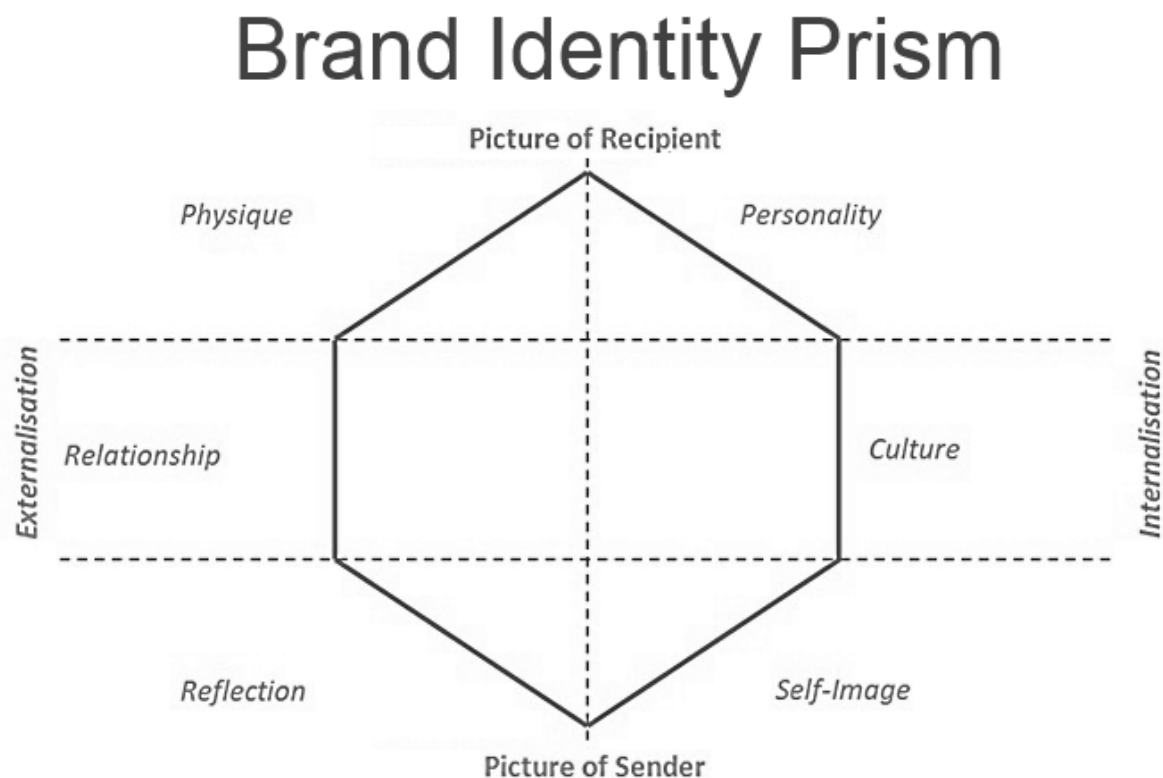 Brand Identity Prism
Picture of Recipient
Physique
Personality
Externalisation
Relationship
Culture
Internalisation
Reflection
Self-Image
Picture of Sender